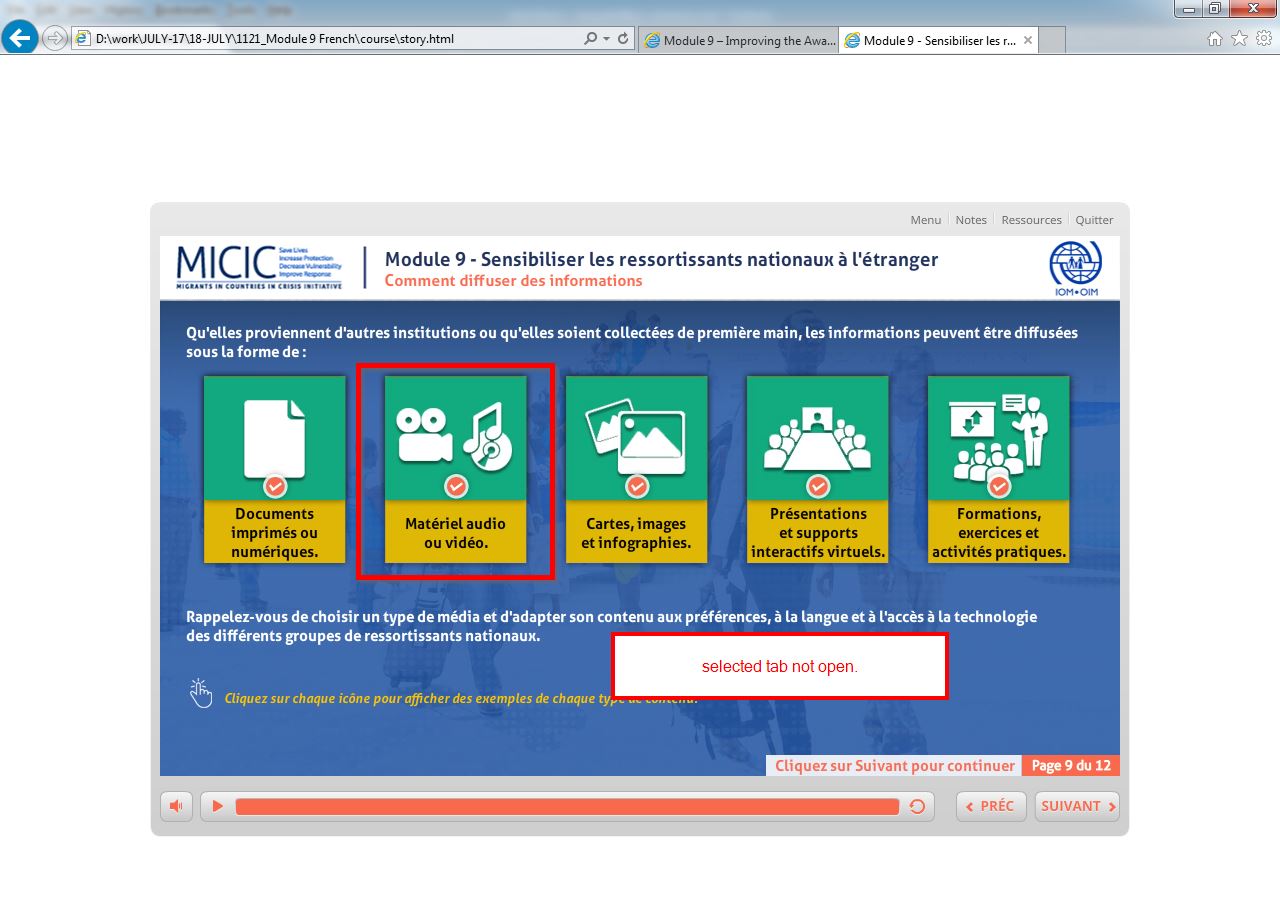 D:\work\JULY-17\18-JULY\1121_Module 9 French\course\story.html
Module 9 – Improving the Awa...
Module 9 - Sensibiliser les r...
Menu Notes Ressources Quitter
MICIC
Save Lives
Increase Protection
Decrease Vulnerability
Improve Response
MIGRANTS IN COUNTRIES IN CRISIS INITIATIVE
Module 9 - Sensibiliser les ressortissants nationaux à l'étranger
Comment diffuser des informations
IOM•OIM
Qu'elles proviennent d'autres institutions ou qu'elles soient collectées de première main, les informations peuvent être diffusées
sous la forme de :
Documents
imprimés ou
numériques.
Matériel audio
ou vidéo.
Cartes, images
et infographies.
Présentations
et supports
interactifs virtuels.
Formations,
exercices et
activités pratiques.
Rappelez-vous de choisir un type de média et d'adapter son contenu aux préférences, à la langue et à l'accès à la technologie
des différents groupes de ressortissants nationaux.
selected tab not open.
Cliquez sur chaque icône pour afficher des exemples de chaque type de contenu.
Cliquez sur Suivant pour continuer
Page 9 du 12
PRÉC
SUIVANT